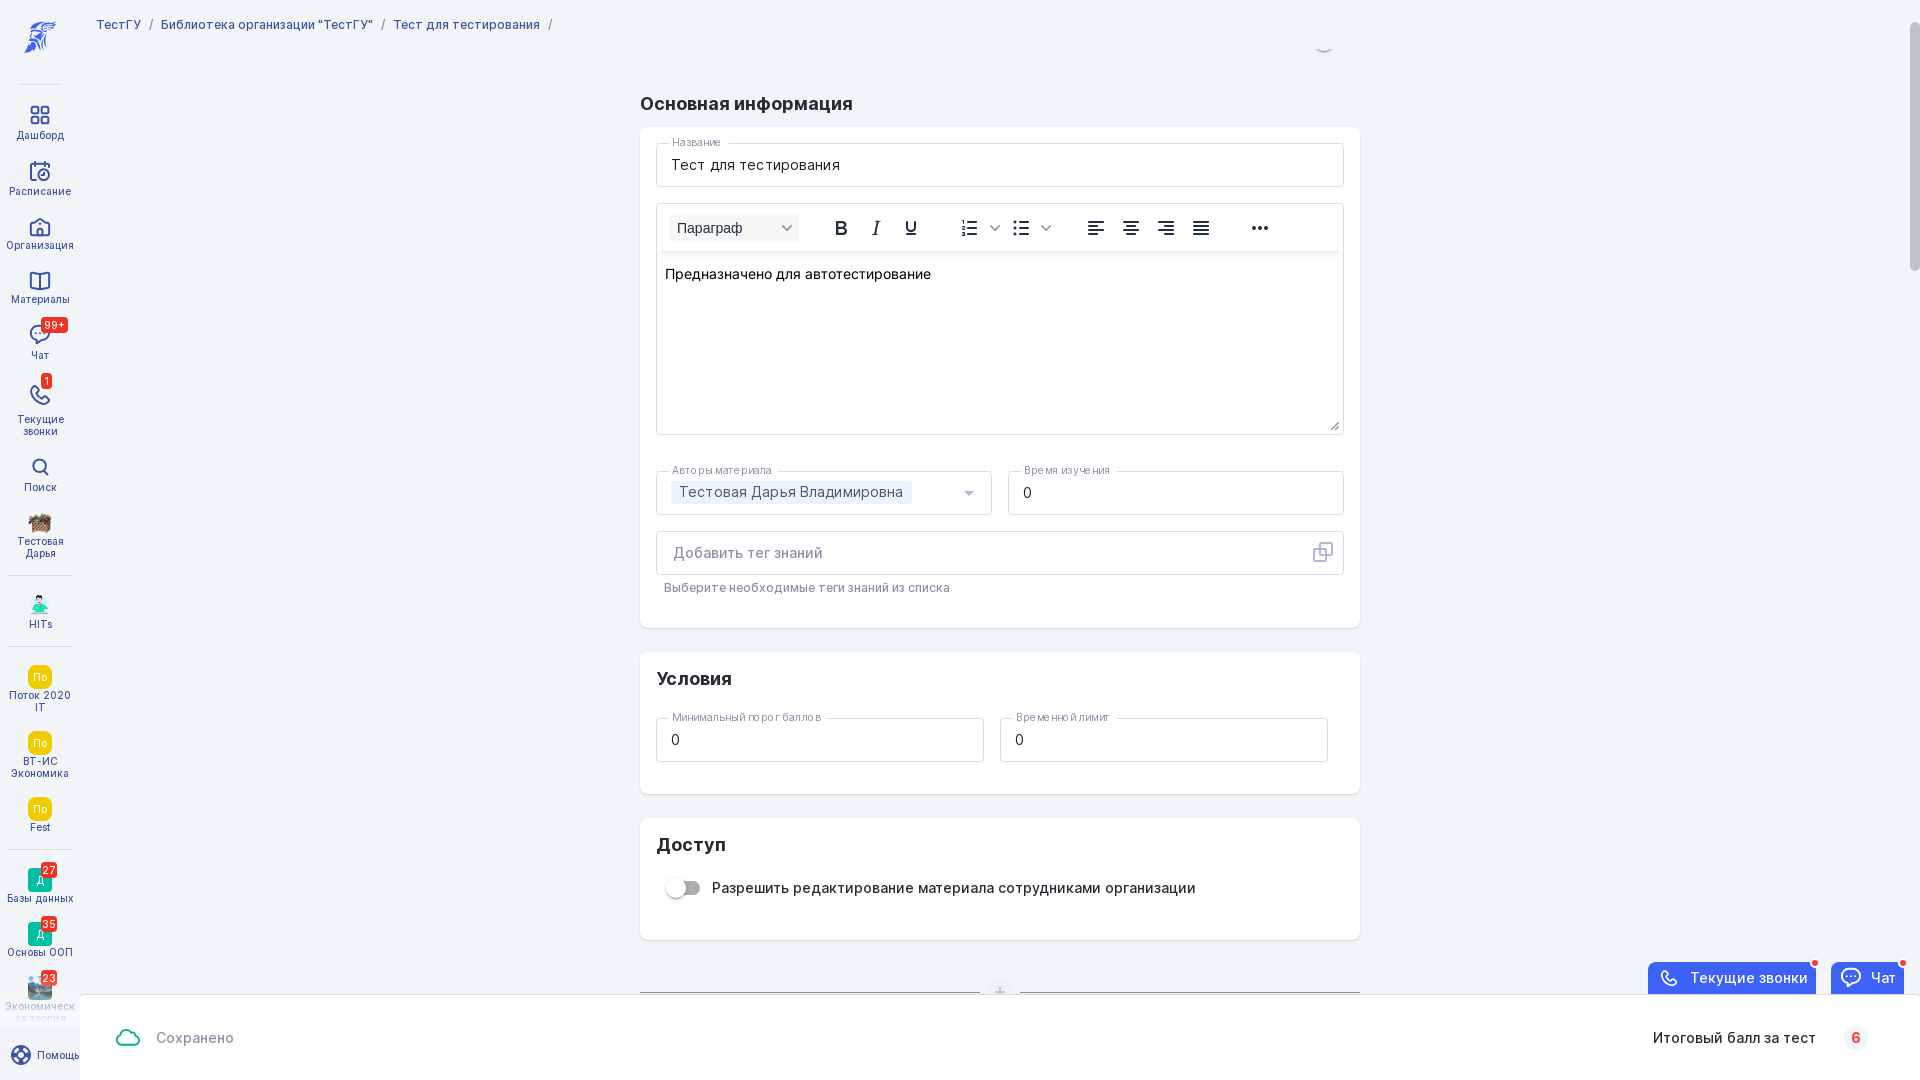 ТестГУ / Библиотека организации "ТестГУ" / Тест для тестирования /
Дашборд
Расписание
Организация
Материалы
99+
Чат
1
Текущие
звонки
Поиск
Тестовая
Дарья
HITs
По
Поток 2020
IT
По
ВТ-ИС
Экономика
По
Fest
27
Д
Базы данных
35
Д
Основы ООП
23
Экономическ
ая теория
Помощь
Основная информация
Название
Тест для тестирования
Параграф
Предназначено для автотестирование
Авторы материала
Тестовая Дарья Владимировна
Время изучения
0
Добавить тег знаний
Выберите необходимые теги знаний из списка
Условия
Минимальный порог баллов
0
Временной лимит
0
Доступ
Разрешить редактирование материала сотрудниками организации
Текущие звонки
Чат
Сохранено
Итоговый балл за тест 6